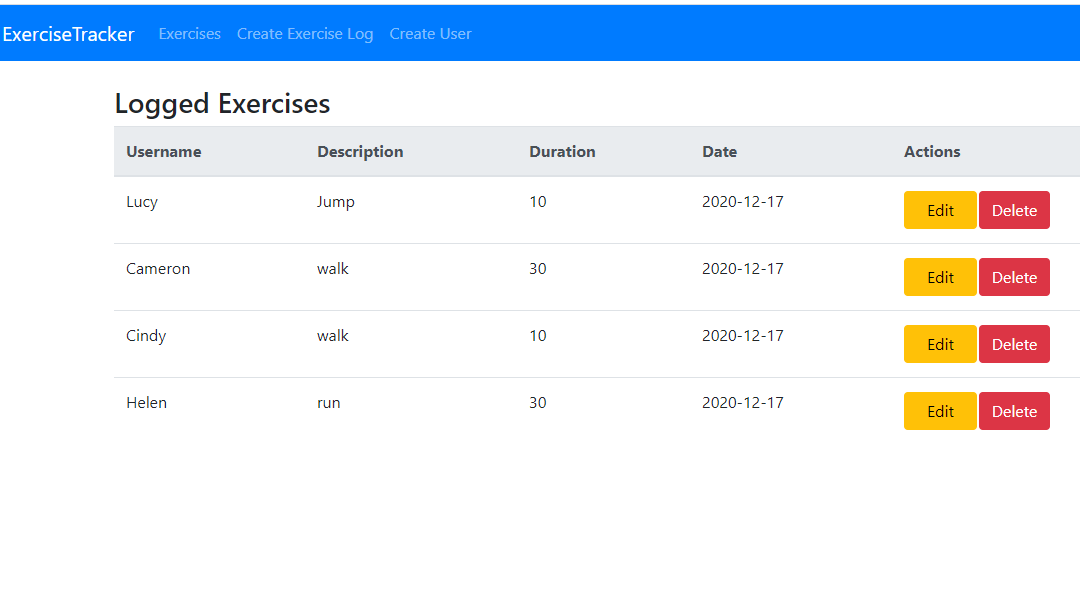 ExerciseTracker Exercises Create Exercise Log Create User
Logged Exercises
Username Description Duration Date Actions
Lucy Jump 10 2020-12-17 Edit Delete
Cameron walk 30 2020-12-17 Edit Delete
Cindy walk 10 2020-12-17 Edit Delete
Helen run 30 2020-12-17 Edit Delete